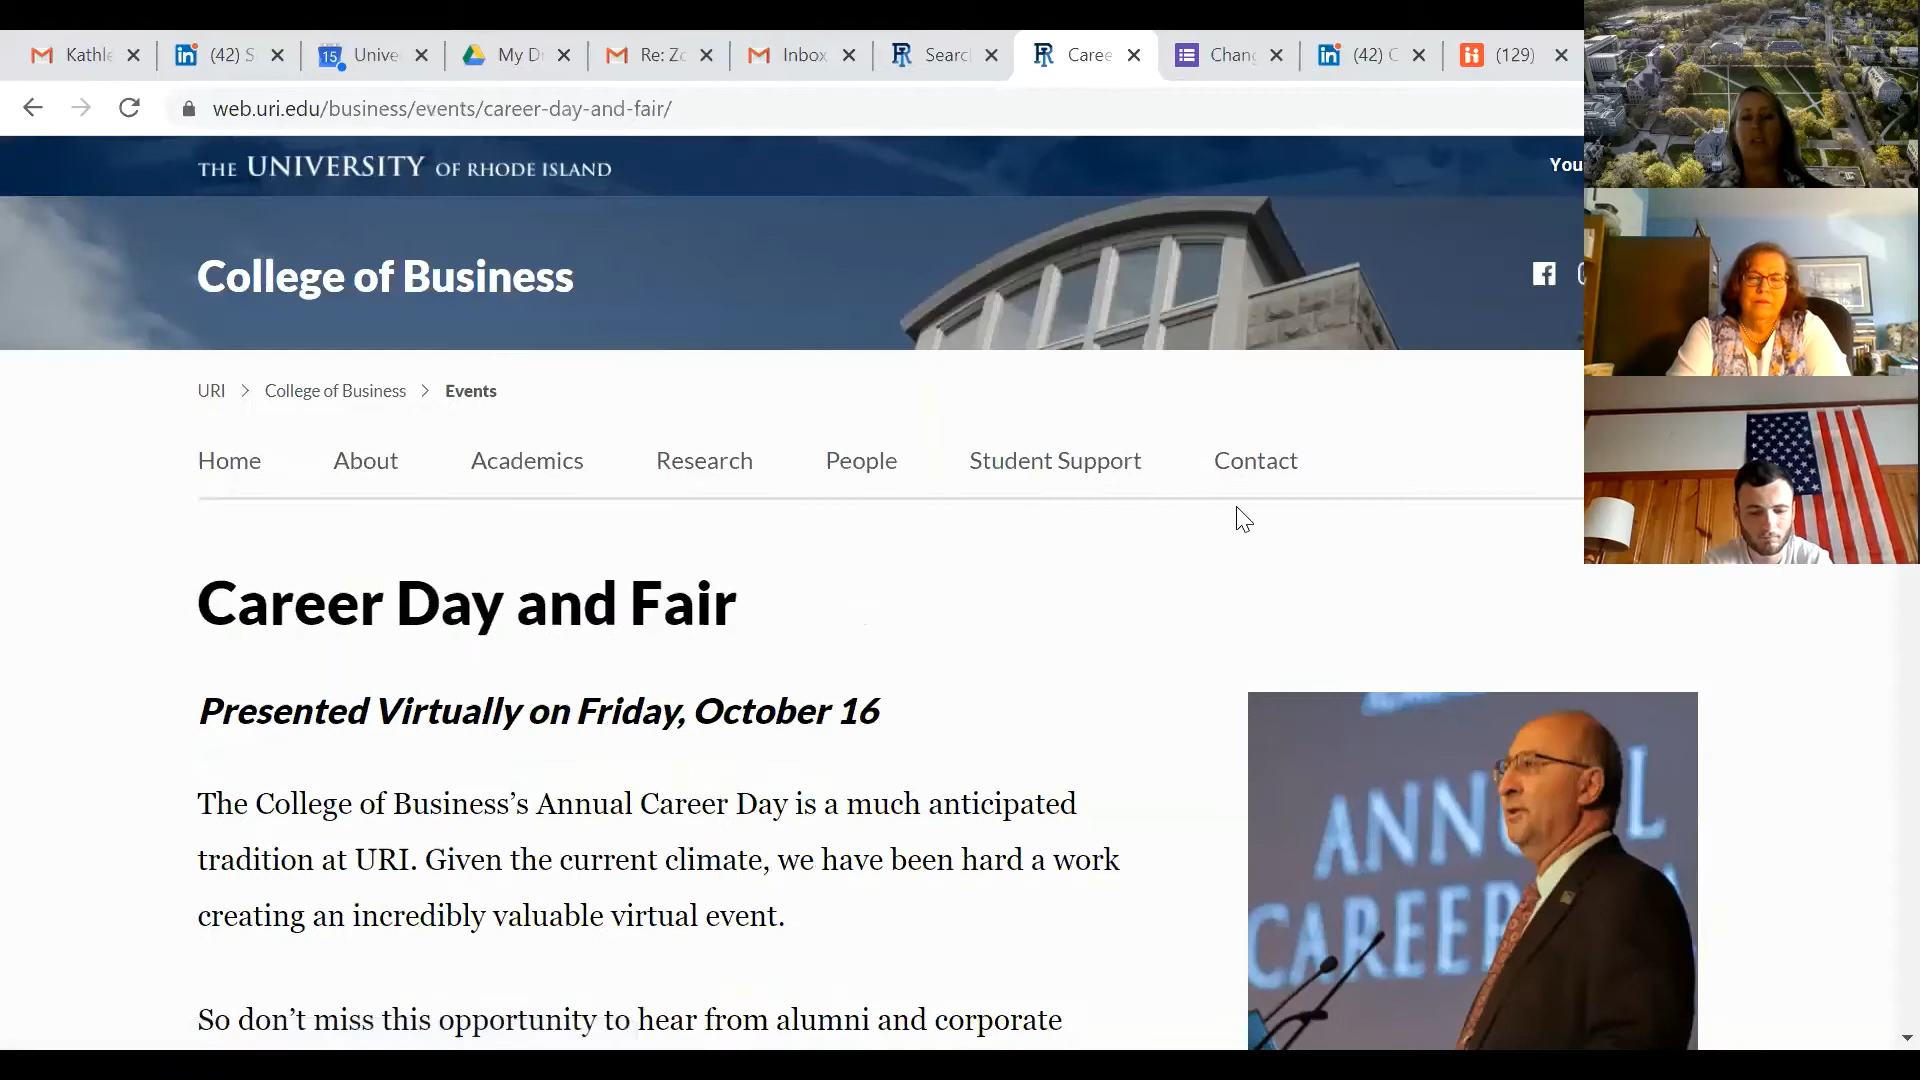 Kathle
(42) S
15
Unive
My D
Re: Zo
Inbox
Searc
Caree
Chang
(42) C
(129)
web.uri.edu/business/events/career-day-and-fair/
THE UNIVERSITY OF RHODE ISLAND
You
College of Business
URI > College of Business > Events
Home About Academics Research People Student Support Contact
Career Day and Fair
Presented Virtually on Friday, October 16
The College of Business’s Annual Career Day is a much anticipated
tradition at URI. Given the current climate, we have been hard a work
creating an incredibly valuable virtual event.
So don’t miss this opportunity to hear from alumni and corporate
ANN L
CAREER